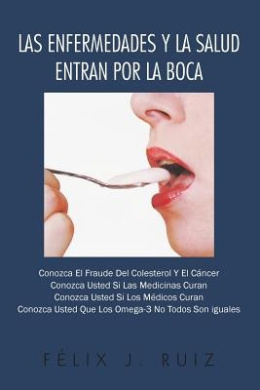 LAS ENFERMEDADES Y LA SALUD
ENTRAN POR LA BOCA
Conozca El Fraude Del Colesterol Y El Cáncer
Conozca Usted Si Las Medicinas Curan
Conozca Usted Si Los Médicos Curan
Conozca Usted Que Los Omega-3 No Todos Son iguales
FÉLIX J. RUIZ